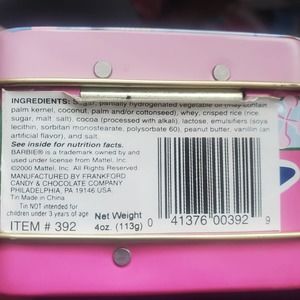 INGREDIENTS: Sugar, partially hydrogenated vegetable oil (may contain
palm kernel, coconut, palm and/or cottonseed), whey, crisped rice (rice
sugar, malt, salt), cocoa (processed with alkali), lactose, emulsifiers (soya
lecithin, sorbitan monostearate, polysorbate 60), peanut butter, vanillin (an
artificial flavor), and salt.
See inside for nutrition facts.
BARBIE® is a trademark owned by and
used under license from Mattel, Inc.
©2000 Mattel, Inc. All Rights Reserved.
MANUFACTURED BY FRANKFORD
CANDY & CHOCOLATE COMPANY
PHILADELPHIA, PA 19146 USA
Tin Made in China
Tin NOT intended for
children under 3 years of age
ITEM # 392
Net Weight
4oz. (113g)
0 41376 00392 9